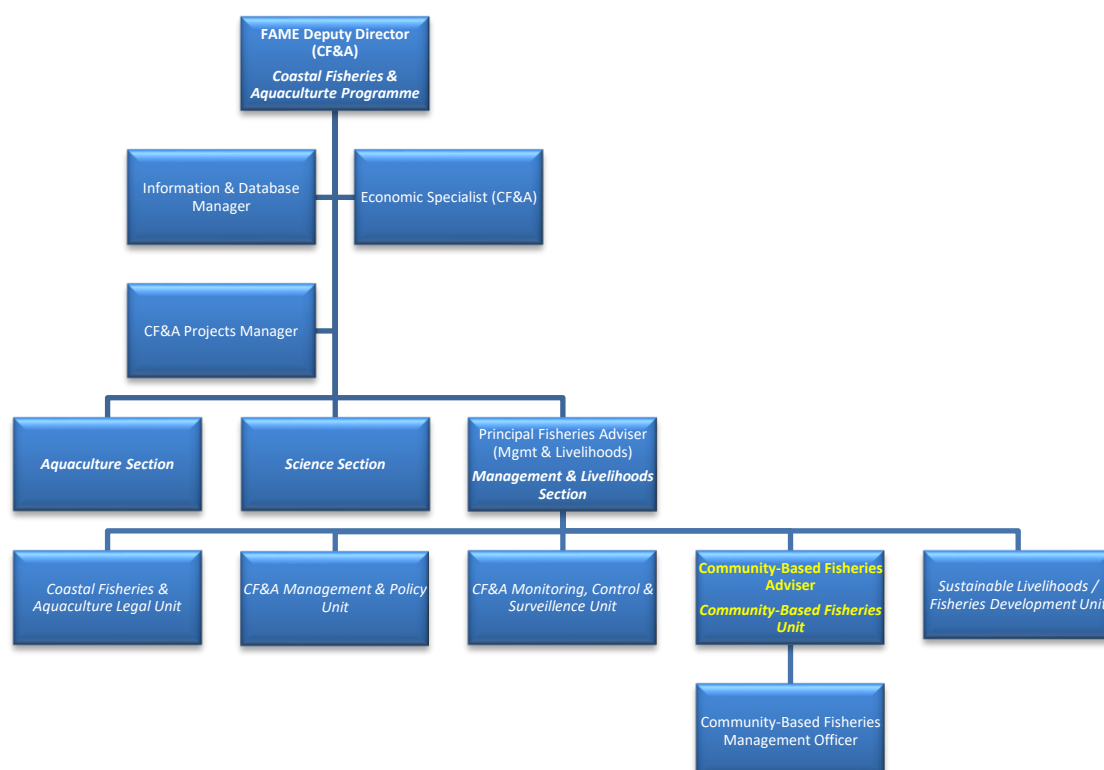 FAME Deputy Director
(CF&A)
Coastal Fisheries &
Aquaculturte Programme
Information & Database
Manager
Economic Specialist (CF&A)
CF&A Projects Manager
Aquaculture Section
Science Section
Principal Fisheries Adviser
(Mgmt & Livelihoods)
Management & Livelihoods
Section
Coastal Fisheries &
Aquaculture Legal Unit
CF&A Management & Policy
Unit
CF&A Monitoring, Control &
Surveillence Unit
Community-Based Fisheries
Adviser
Community-Based Fisheries
Unit
Sustainable Livelihoods /
Fisheries Development Unit
Community-Based Fisheries
Management Officer